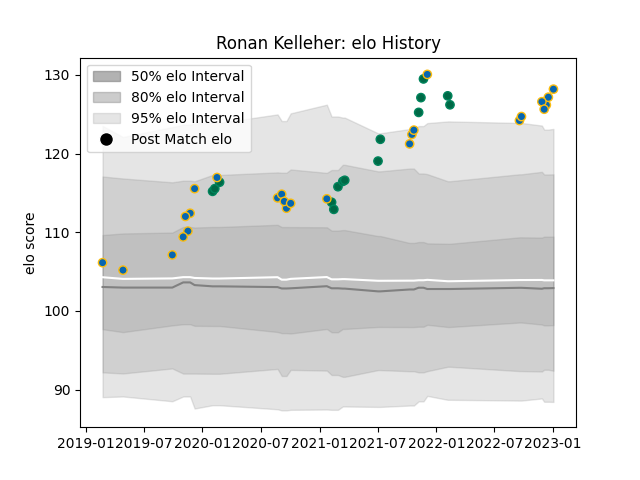 Ronan Kelleher: elo History
130
120
110
100
90
elo score
50% elo Interval
80% elo Interval
95% elo Interval
Post Match elo
2019-01 2019-07 2020-01 2020-07 2021-01 2021-07 2022-01 2022-07 2023-01